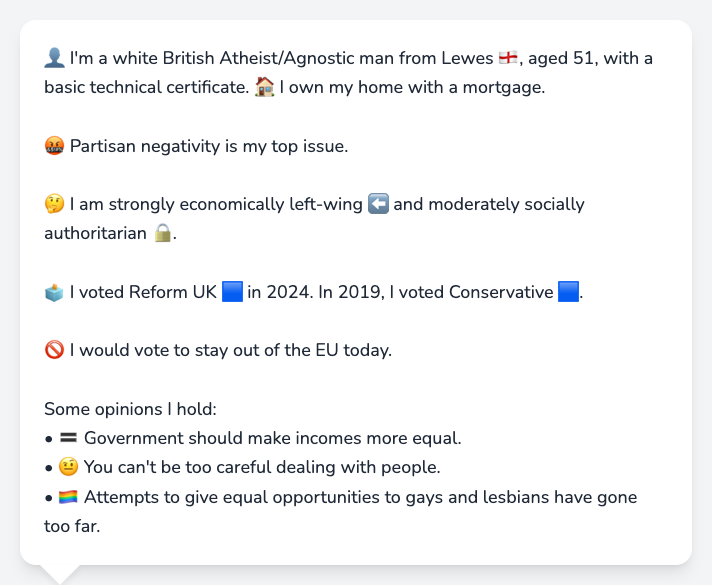 👤 I'm a white British Atheist/Agnostic man from Lewes 🏴󠁧󠁢󠁥󠁮󠁧󠁿, aged 51, with a
basic technical certificate. 🏠 I own my home with a mortgage.
🤬 Partisan negativity is my top issue.
🤔 I am strongly economically left-wing ⬅️ and moderately socially
authoritarian 🔒.
🗳️ I voted Reform UK 🟦 in 2024. In 2019, I voted Conservative 🟦.
🚫 I would vote to stay out of the EU today.
Some opinions I hold:
• 🟰 Government should make incomes more equal.
• 🤨 You can't be too careful dealing with people.
• 🏳️‍🌈 Attempts to give equal opportunities to gays and lesbians have gone
too far.